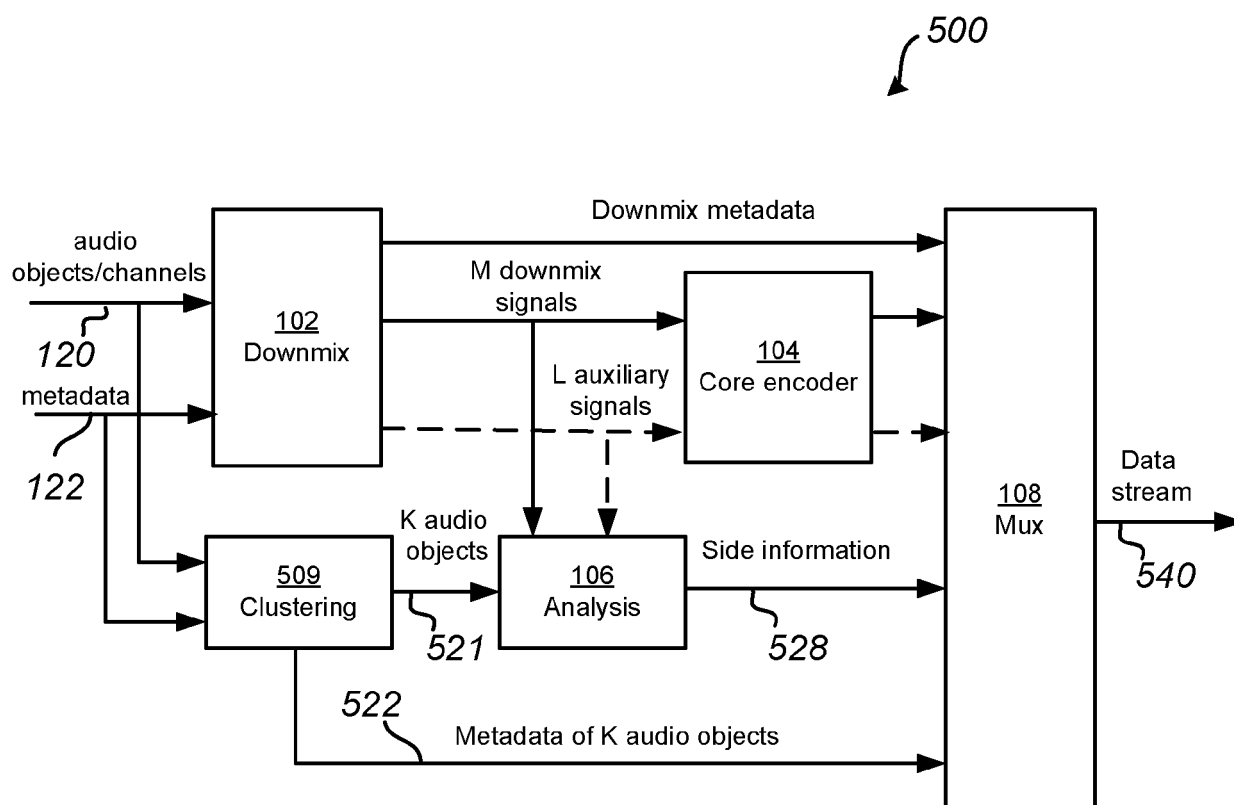 500
Downmix metadata
audio
objects/channels
M downmix
signals
102
Downmix
104
Core encoder
120
metadata
L auxiliary
signals
122
108
Mux
Data
stream
K audio
objects
Side information
509
Clustering
106
Analysis
540
521
528
522
Metadata of K audio objects